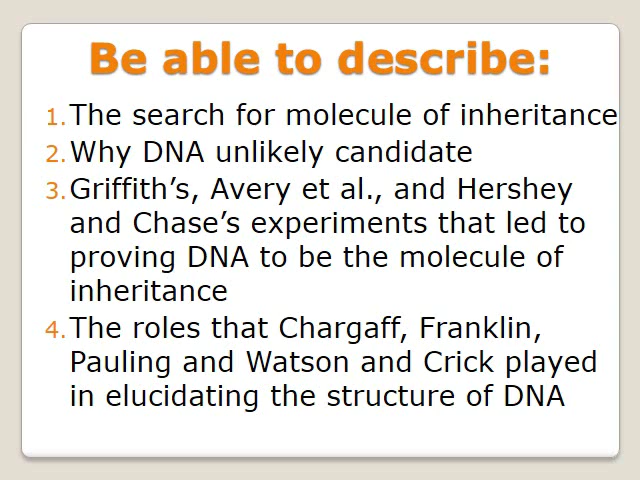 Be able to describe:
1. The search for molecule of inheritance
2. Why DNA unlikely candidate
3. Griffith’s, Avery et al., and Hershey
and Chase’s experiments that led to
proving DNA to be the molecule of
inheritance
4. The roles that Chargaff, Franklin,
Pauling and Watson and Crick played
in elucidating the structure of DNA